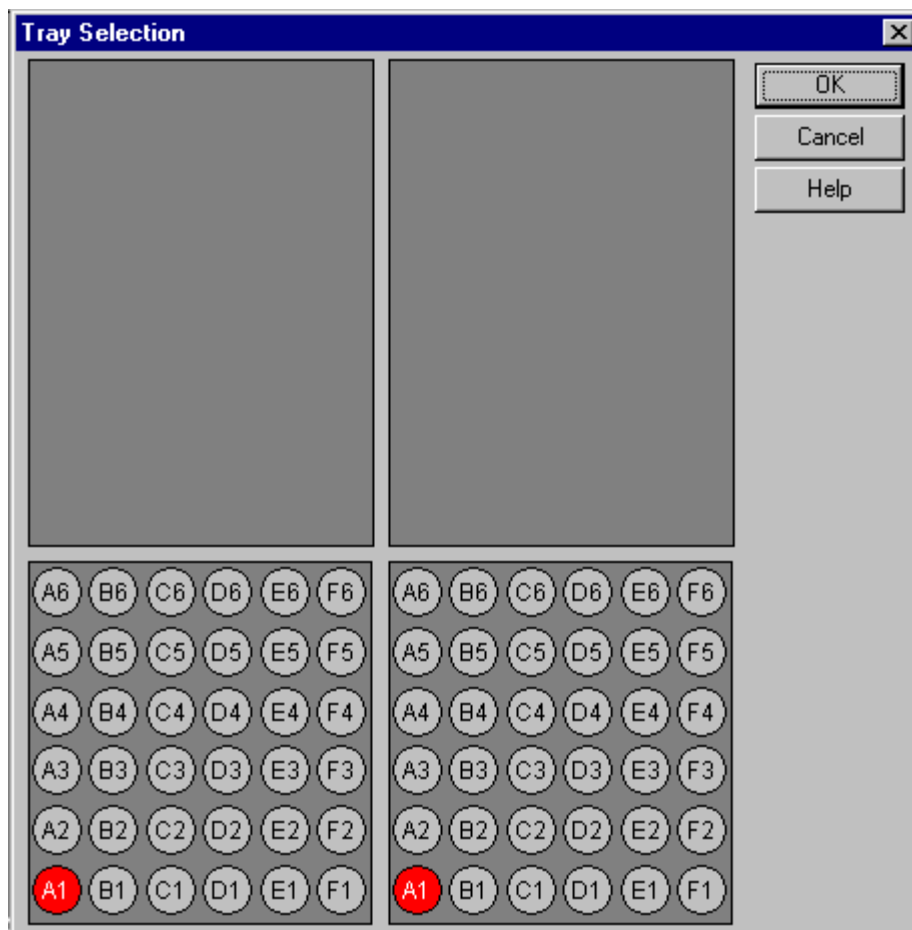 Tray Selection
OK
Cancel
Help
A6 B6 C6 D6 E6 F6 A6 B6 C6 D6 E6 F6
A5 B5 C5 D5 E5 F5 A5 B5 C5 D5 E5 F5
A4 B4 C4 D4 E4 F4 A4 B4 C4 D4 E4 F4
A3 B3 C3 D3 E3 F3 A3 B3 C3 D3 E3 F3
A2 B2 C2 D2 E2 F2 A2 B2 C2 D2 E2 F2
A1 B1 C1 D1 E1 F1 A1 B1 C1 D1 E1 F1